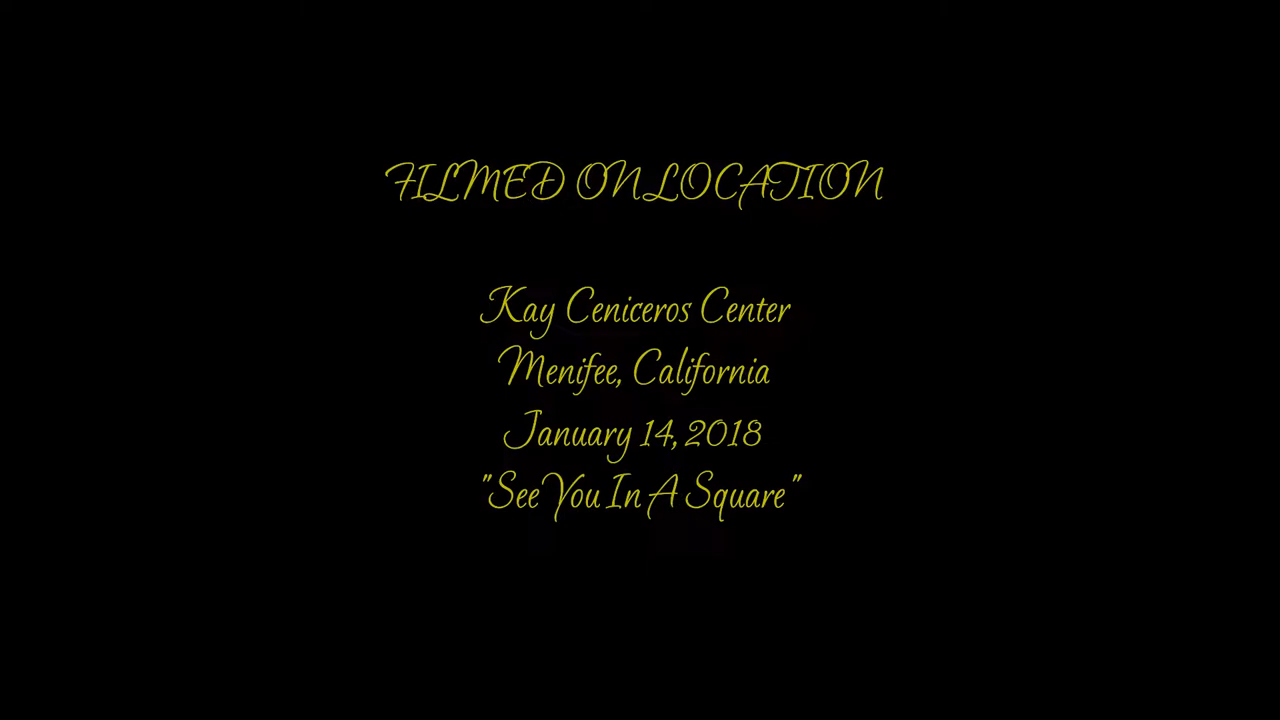 FILMED ON LOCATION
Kay Ceniceros Center
Menifee, California
January 14, 2018
"See You In A Square"